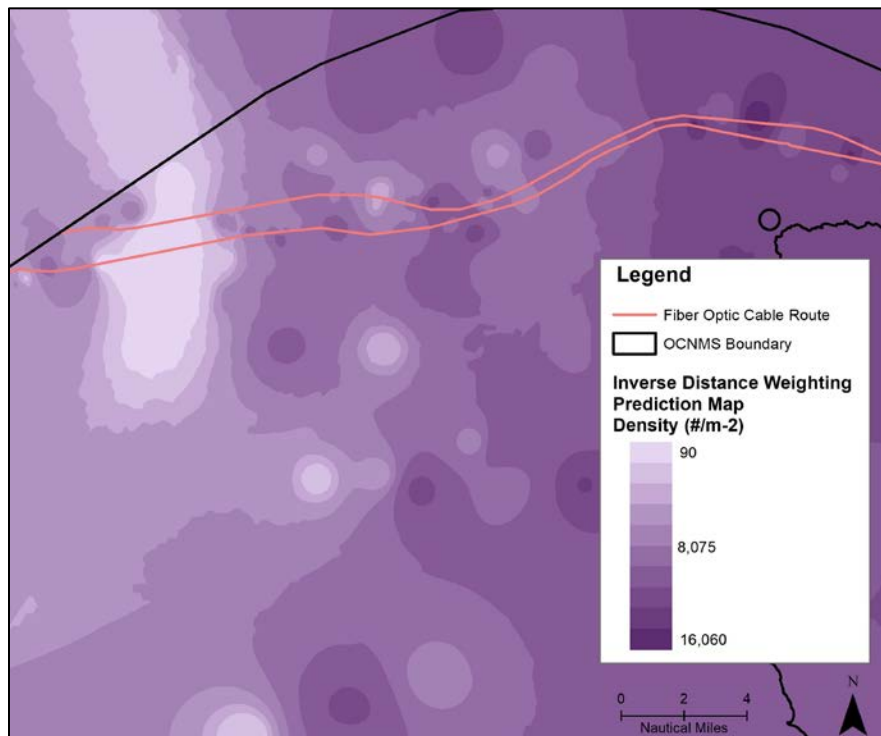 Legend
Fiber Optic Cable Route
OCNMS Boundary
Inverse Distance Weighting
Prediction Map
Density (#/m-2)
90
8,075
16,060
N
0 2 4
Nautical Miles